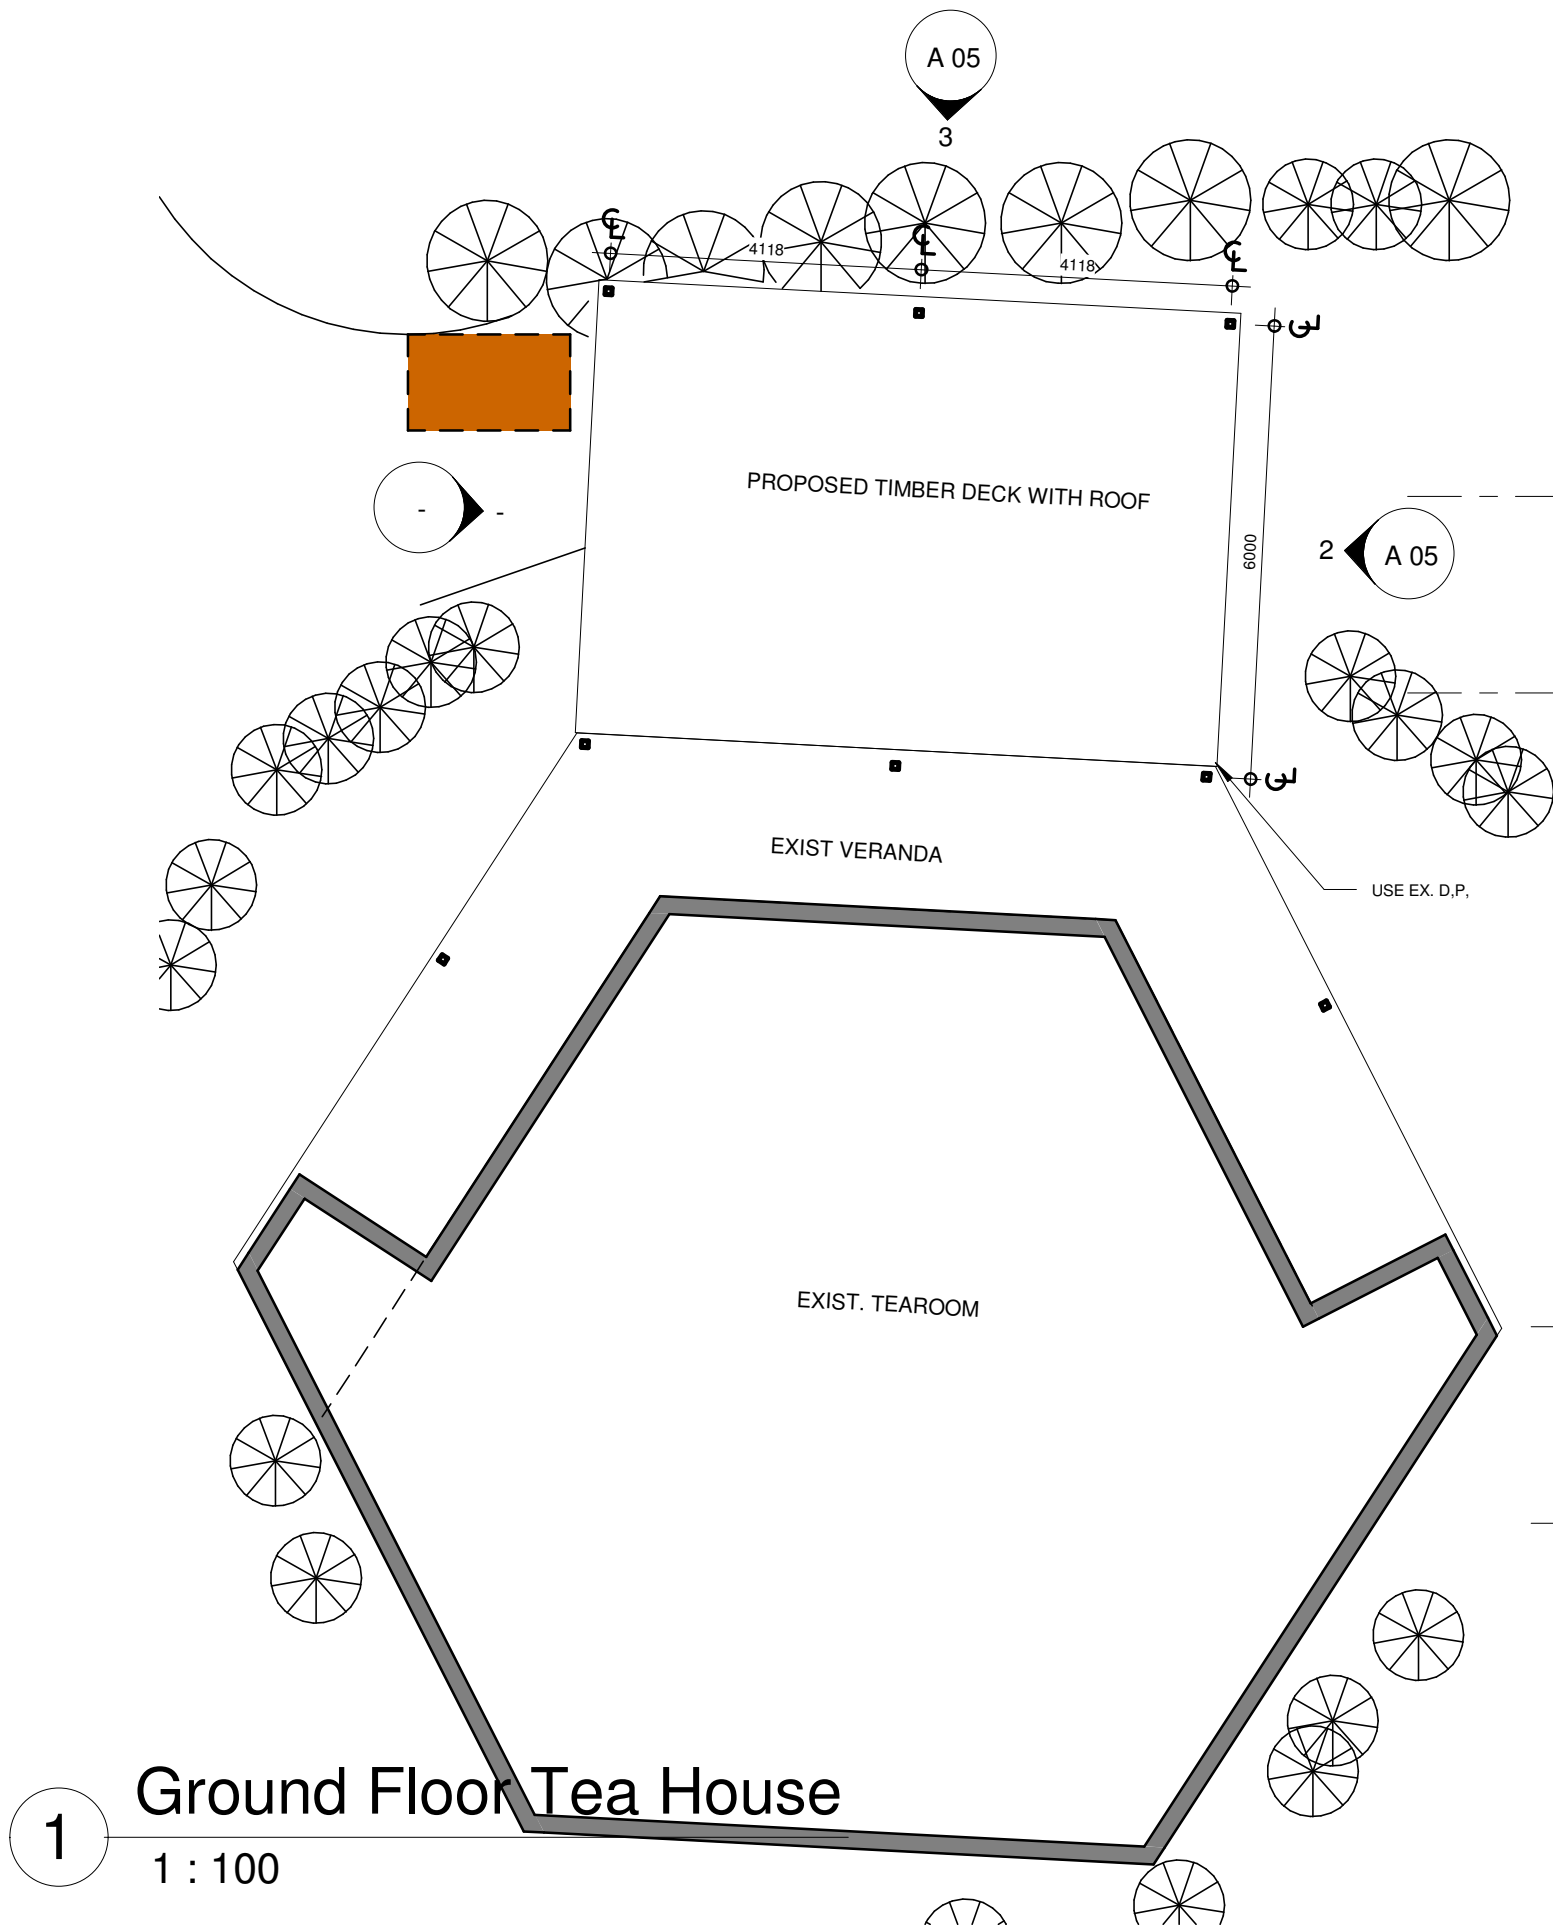 A 05
3
℄
4118
℄
4118
℄
℄
PROPOSED TIMBER DECK WITH ROOF
-
-
6000
2
A 05
℄
EXIST VERANDA
USE EX. D,P,
EXIST. TEAROOM
1
Ground Floor Tea House
1 : 100